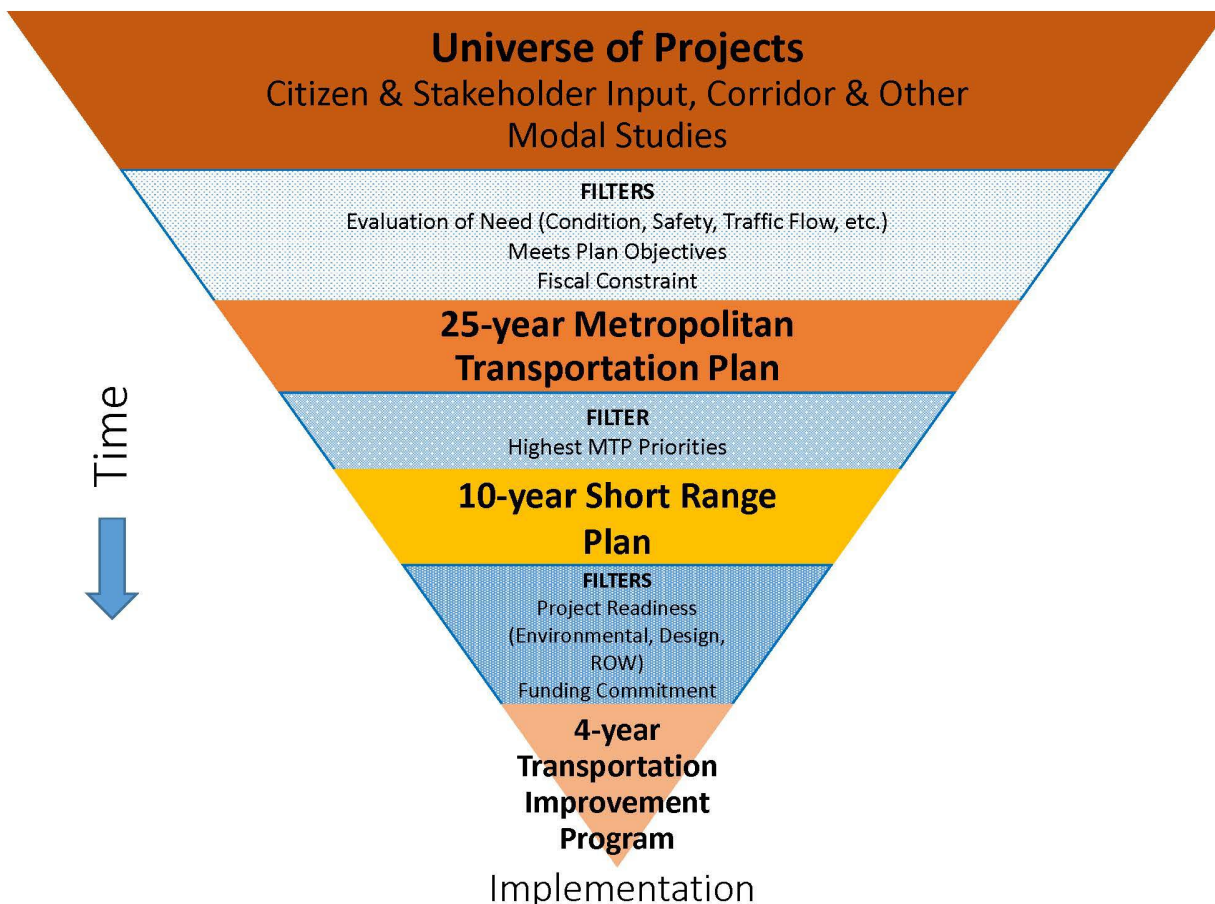 Universe of Projects
Citizen & Stakeholder Input, Corridor & Other
Modal Studies
FILTERS
Evaluation of Need (Condition, Safety, Traffic Flow, etc.)
Meets Plan Objectives
Fiscal Constraint
25-year Metropolitan
Transportation Plan
FILTER
Highest MTP Priorities
10-year Short Range
Plan
FILTERS
Project Readiness
(Environmental, Design,
ROW)
Funding Commitment
4-year
Transportation
Improvement
Program
Implementation
Time